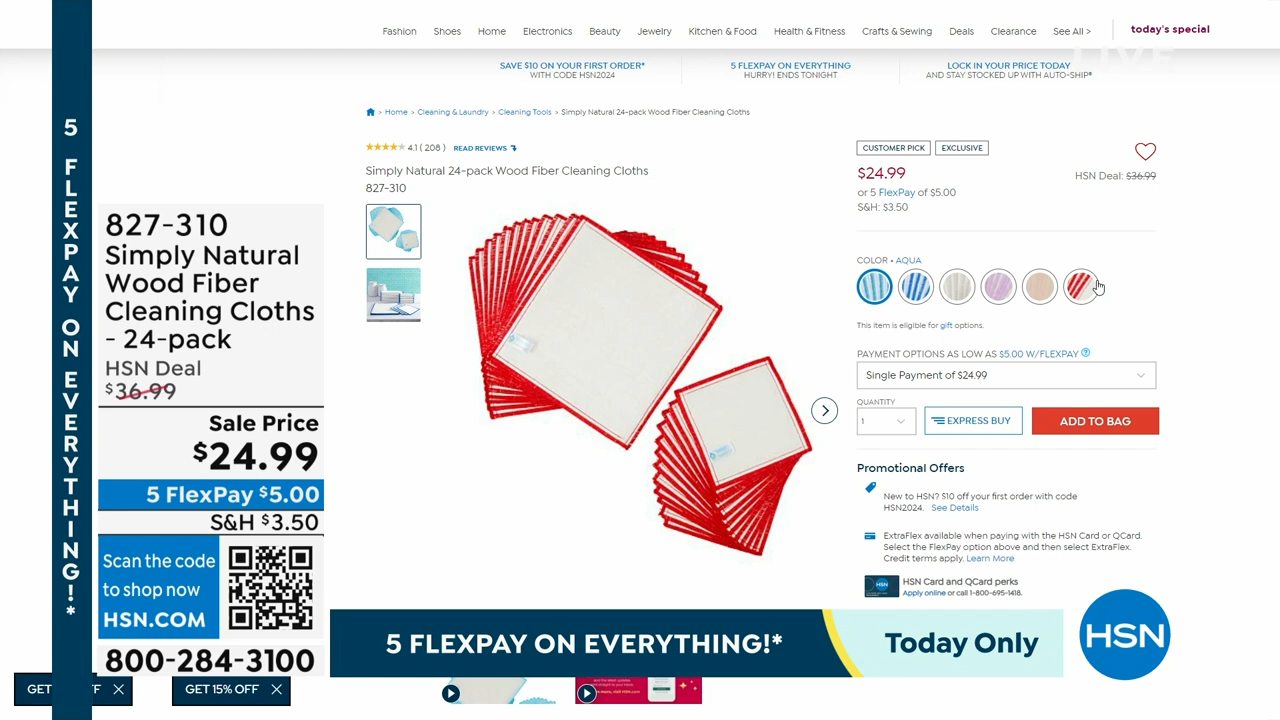 Fashion Shoes Home Electronics Beauty Jewelry Kitchen & Food Health & Fitness Crafts & Sewing Deals Clearance See All > today's special
LIVE
SAVE $10 ON YOUR FIRST ORDER* 5 FLEXPAY ON EVERYTHING LOCK IN YOUR PRICE TODAY
WITH CODE HSN2024 HURRY! ENDS TONIGHT AND STAY STOCKED UP WITH AUTO-SHIP®
> Home > Cleaning & Laundry > Cleaning Tools > Simply Natural 24-pack Wood Fiber Cleaning Cloths
4.1 ( 208 ) READ REVIEWS
Simply Natural 24-pack Wood Fiber Cleaning Cloths
827-310
CUSTOMER PICK EXCLUSIVE
$24.99 HSN Deal: $36.99
or 5 FlexPay of $5.00
S&H: $3.50
COLOR • AQUA
This item is eligible for gift options.
PAYMENT OPTIONS AS LOW AS $5.00 W/FLEXPAY ?
Single Payment of $24.99
QUANTITY
1 EXPRESS BUY ADD TO BAG
Promotional Offers
New to HSN? $10 off your first order with code
HSN2024. See Details
ExtraFlex available when paying with the HSN Card or QCard.
Select the FlexPay option above and then select ExtraFlex.
Credit terms apply. Learn More
HSN
HSN Card and QCard perks
Apply online or call 1-800-695-1418.
5 FLEXPAY ON EVERYTHING!*
827-310
Simply Natural
Wood Fiber
Cleaning Cloths
- 24-pack
HSN Deal
$36.99
Sale Price
$24.99
5 FlexPay $5.00
S&H $3.50
Scan the code
to shop now
HSN.COM
800-284-3100
5 FLEXPAY ON EVERYTHING!* Today Only
HSN
GET FF GET 15% OFF